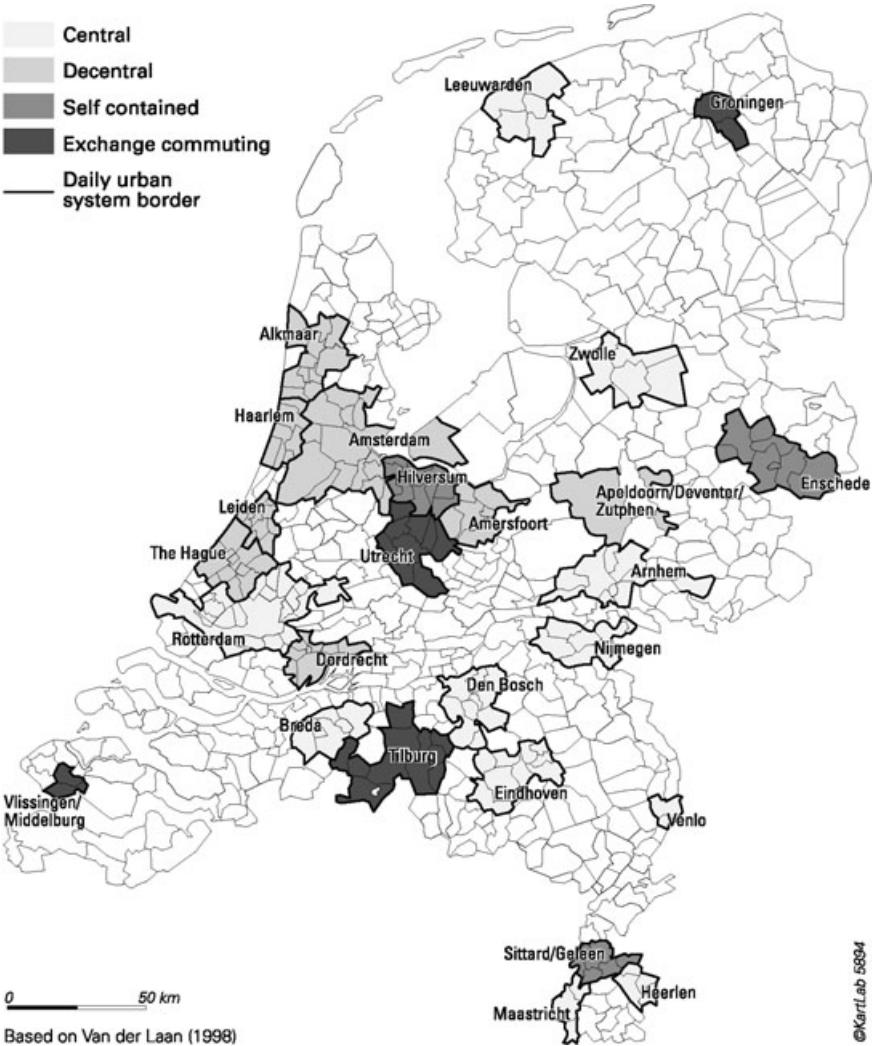 Central
Decentral
Self contained
Exchange commuting
Daily urban
system border
Leeuwarden
Groningen
Alkmaar
Zwolle
Haarlem
Amsterdam
Hilversum
Enschede
Apeldoorn/Deventer/
Zutphen
Leiden
Amersfoort
The Hague
Utrecht
Arnhem
Rotterdam
Nijmegen
Dordrecht
Den Bosch
Breda
Tilburg
Eindhoven
Vlissingen/
Middelburg
Venlo
Sittard/Geleen
Heerlen
Maastricht
0 50 km
Based on Van der Laan (1998)
©KartLab 5894